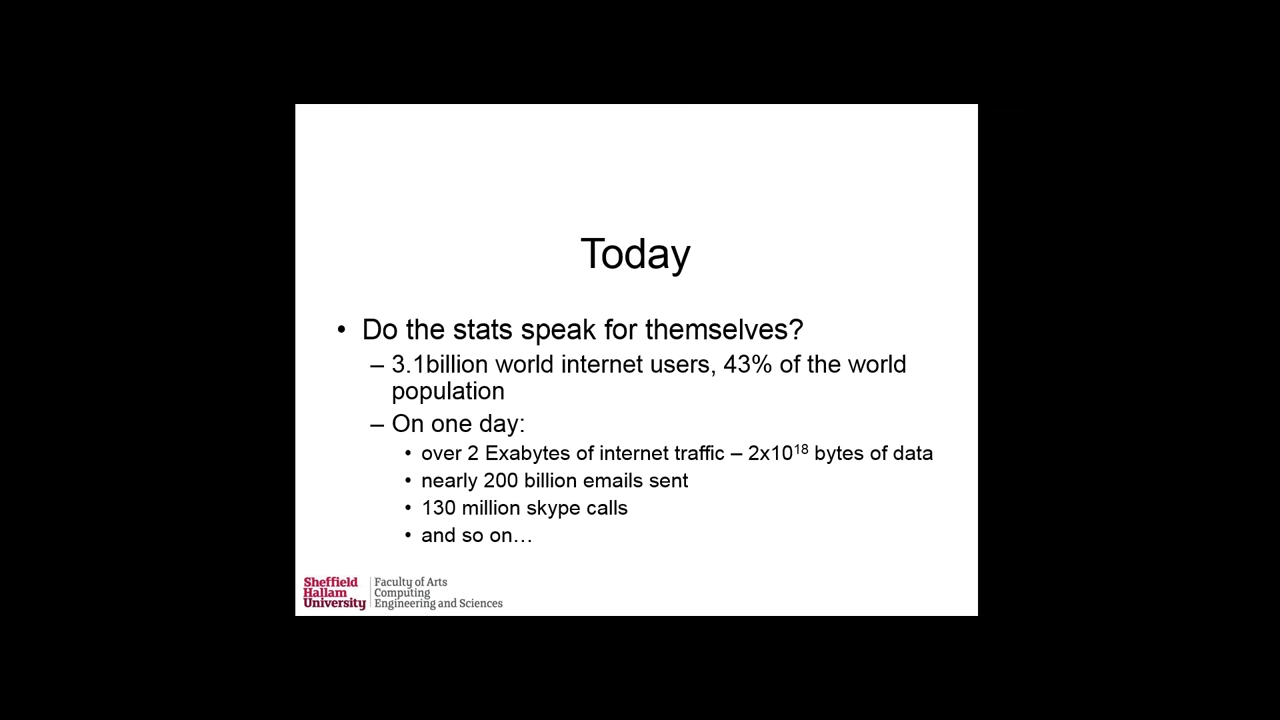 Today
• Do the stats speak for themselves?
– 3.1billion world internet users, 43% of the world
population
– On one day:
• over 2 Exabytes of internet traffic – 2x10¹⁸ bytes of data
• nearly 200 billion emails sent
• 130 million skype calls
• and so on…
Sheffield
Hallam
University
Faculty of Arts
Computing
Engineering and Sciences